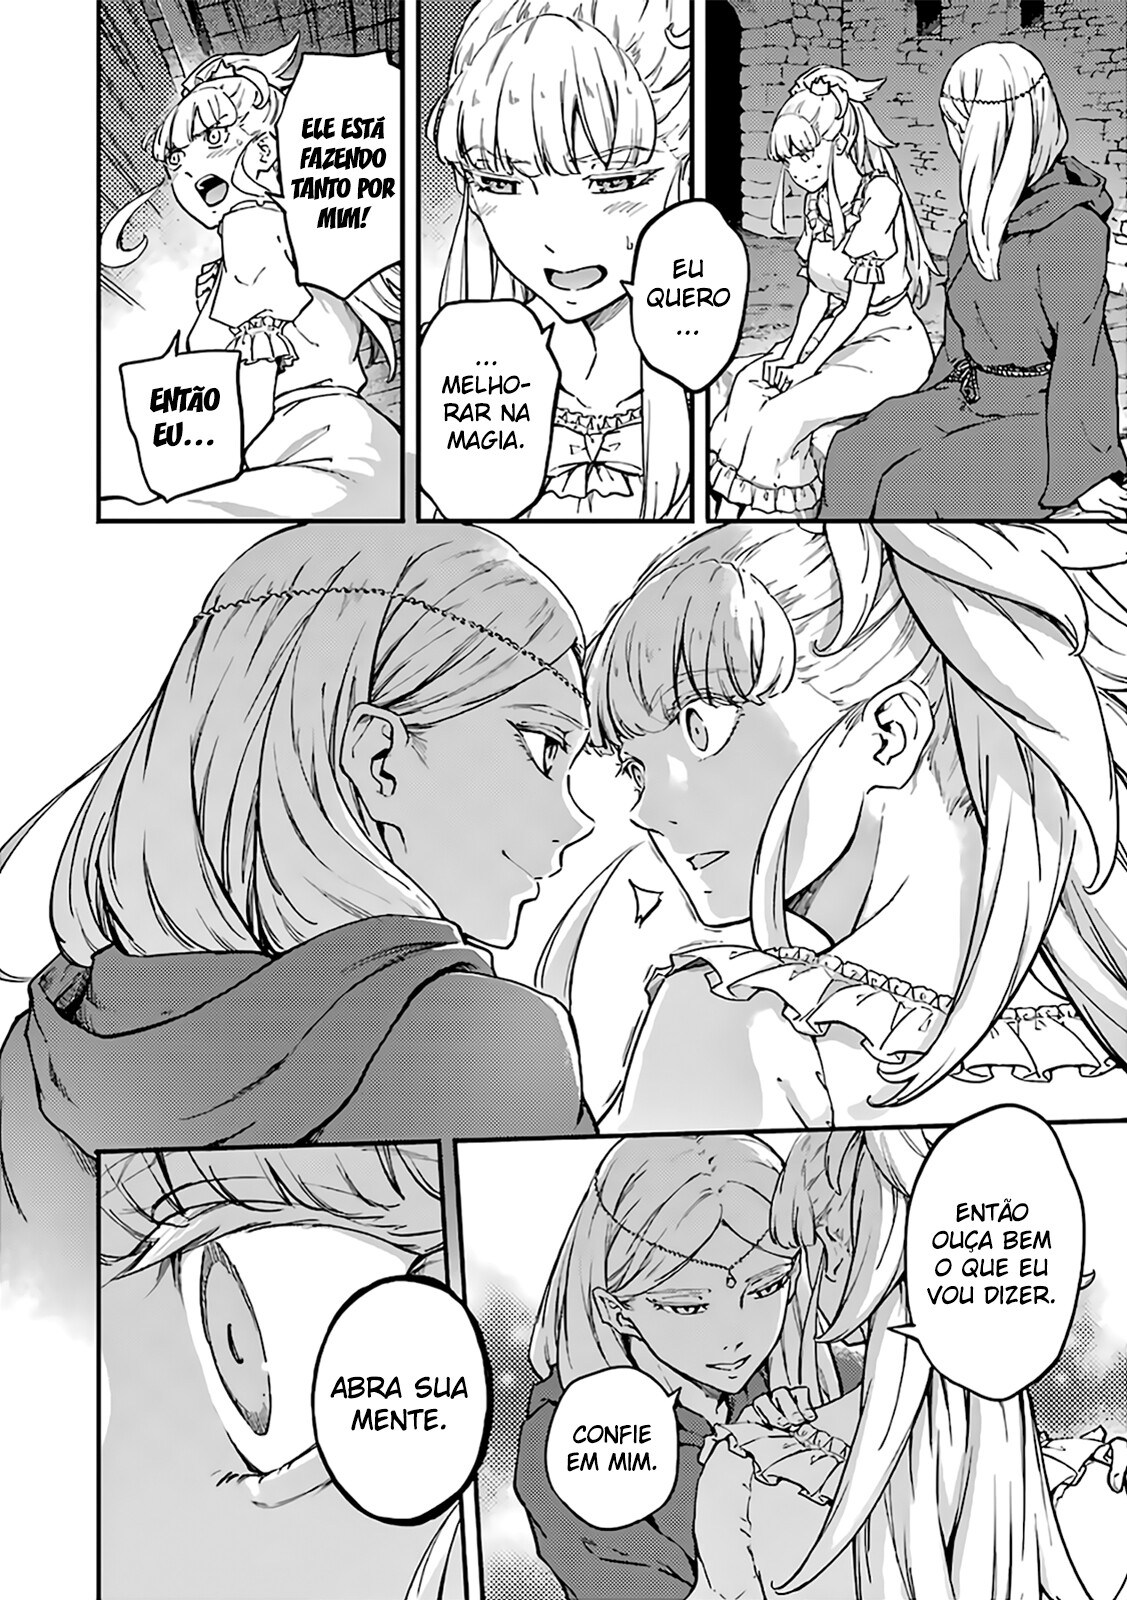 EU
QUERO
...
...
MELHO-
RAR NA
MAGIA.
ELE ESTÁ
FAZENDO
TANTO POR
MIM!
ENTÃO
EU...
ENTÃO
OUÇA BEM
O QUE EU
VOU DIZER.
CONFIE
EM MIM.
ABRA SUA
MENTE.